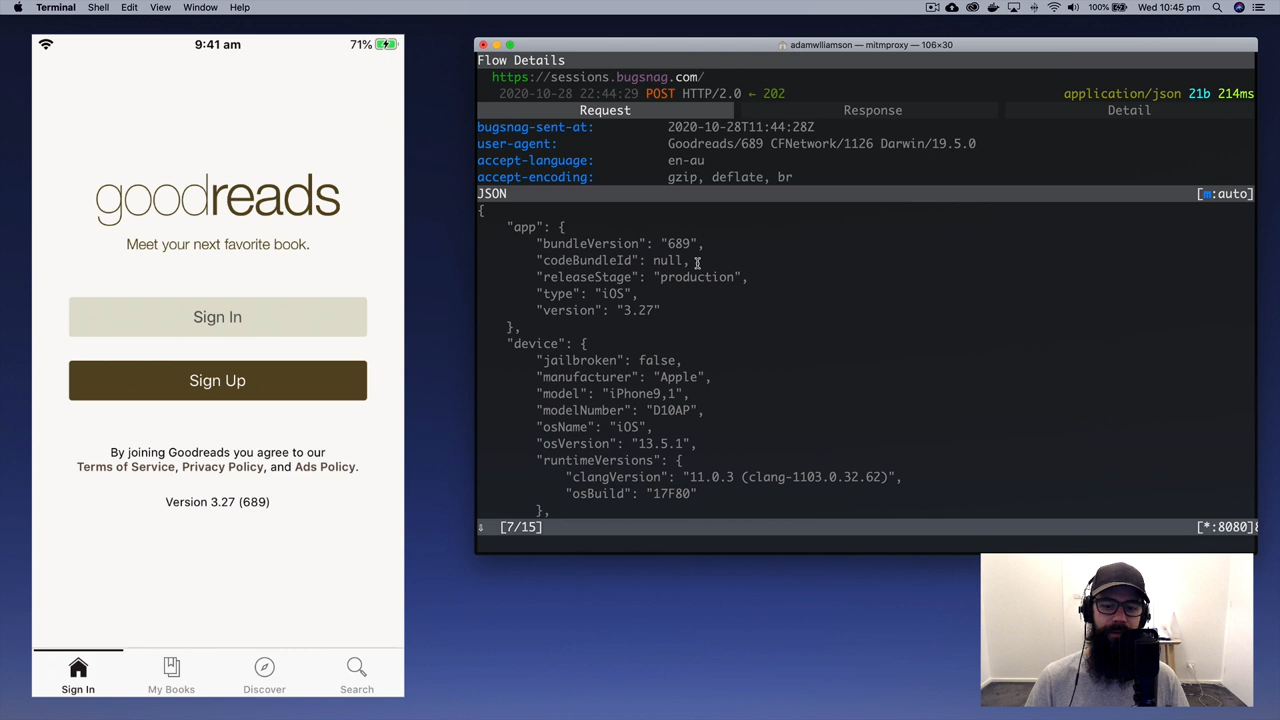 Terminal Shell Edit View Window Help
100% Wed 10:45 pm
9:41 am 71%
goodreads
Meet your next favorite book.
Sign In
Sign Up
By joining Goodreads you agree to our
Terms of Service, Privacy Policy, and Ads Policy.
Version 3.27 (689)
Sign In My Books Discover Search
adamwlliamson — mitmproxy — 106×30
Flow Details
https://sessions.bugsnag.com/
2020-10-28 22:44:29 POST HTTP/2.0 ← 202 application/json 21b 214ms
Request Response Detail
bugsnag-sent-at: 2020-10-28T11:44:28Z
user-agent: Goodreads/689 CFNetwork/1126 Darwin/19.5.0
accept-language: en-au
accept-encoding: gzip, deflate, br
JSON [m:auto]
{
"app": {
"bundleVersion": "689",
"codeBundleId": null,
"releaseStage": "production",
"type": "iOS",
"version": "3.27"
},
"device": {
"jailbroken": false,
"manufacturer": "Apple",
"model": "iPhone9,1",
"modelNumber": "D10AP",
"osName": "iOS",
"osVersion": "13.5.1",
"runtimeVersions": {
"clangVersion": "11.0.3 (clang-1103.0.32.62)",
"osBuild": "17F80"
},
⇩ [7/15] [*:8080]